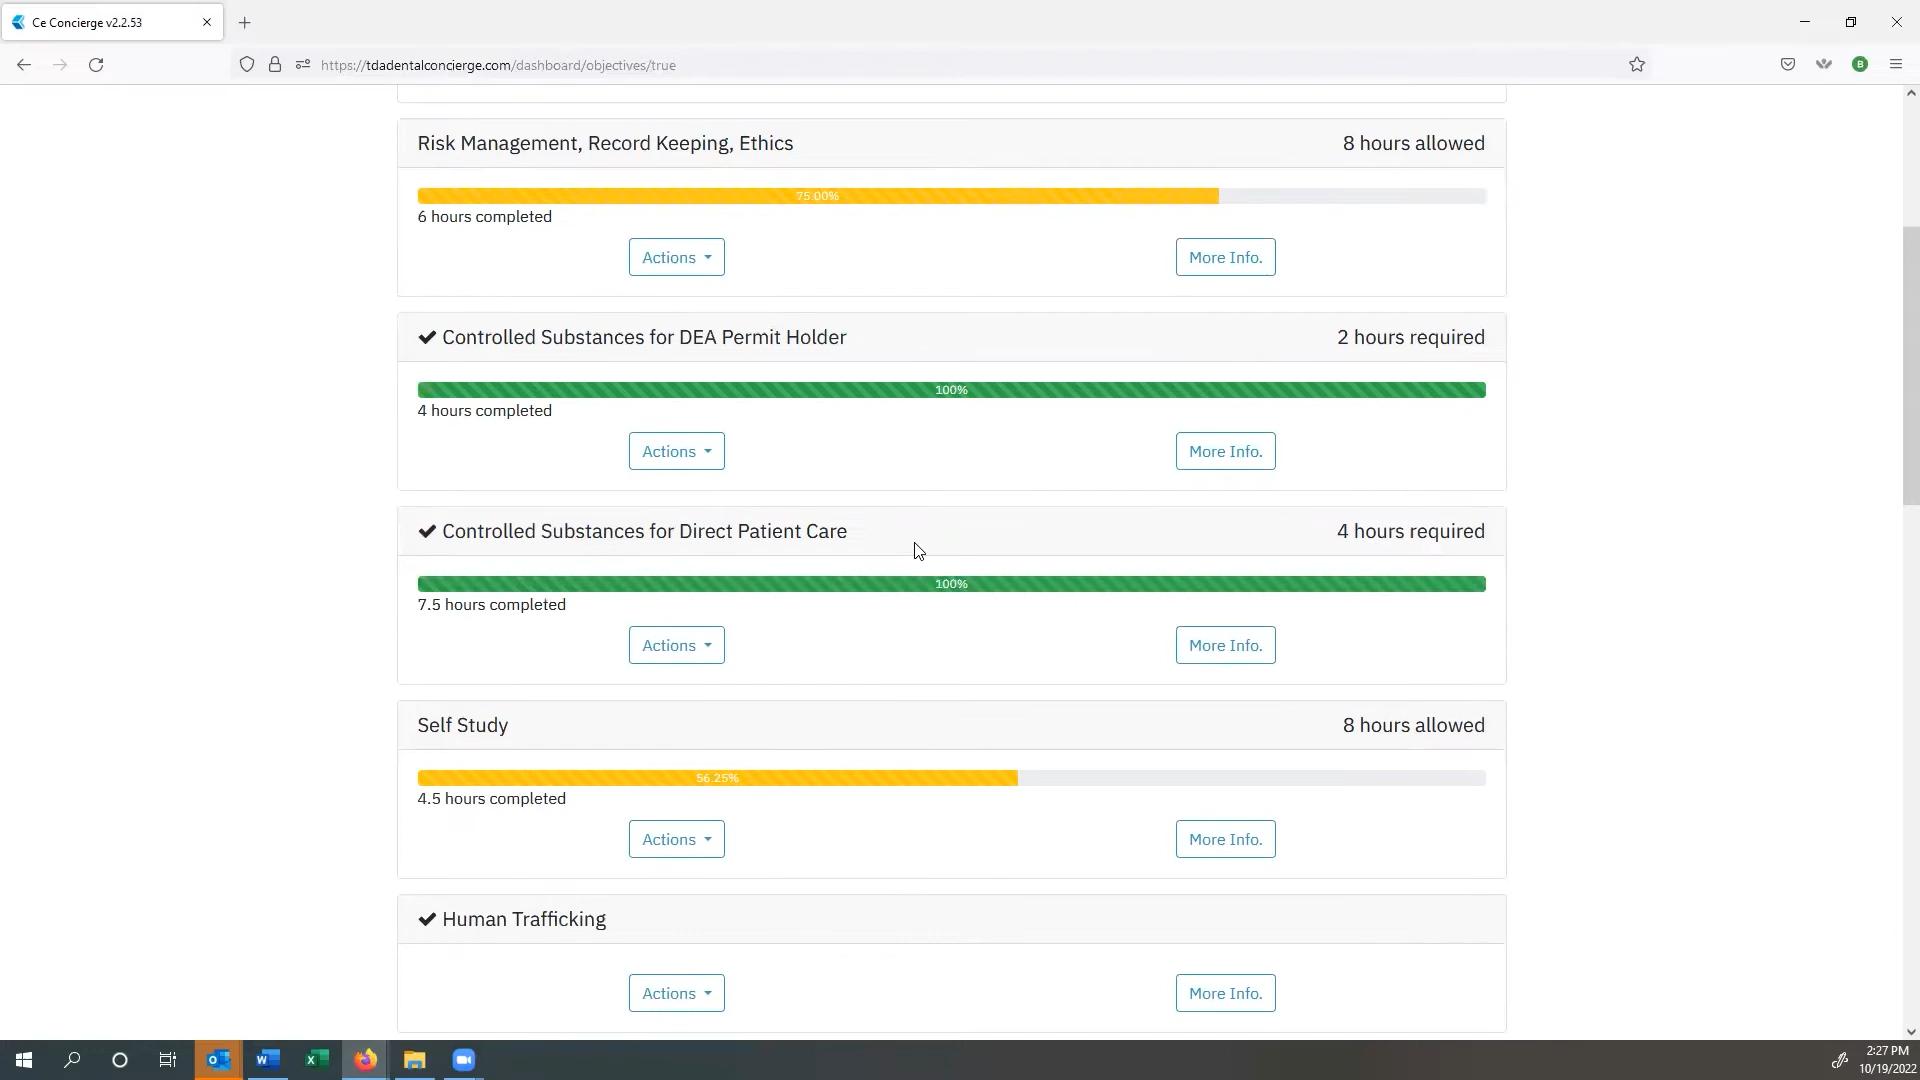 Ce Concierge v2.2.53
https://tdadentalconcierge.com/dashboard/objectives/true
B
Risk Management, Record Keeping, Ethics
8 hours allowed
75.00%
6 hours completed
Actions
More Info.
Controlled Substances for DEA Permit Holder
2 hours required
100%
4 hours completed
Actions
More Info.
Controlled Substances for Direct Patient Care
4 hours required
100%
7.5 hours completed
Actions
More Info.
Self Study
8 hours allowed
56.25%
4.5 hours completed
Actions
More Info.
Human Trafficking
Actions
More Info.
2:27 PM
10/19/2022